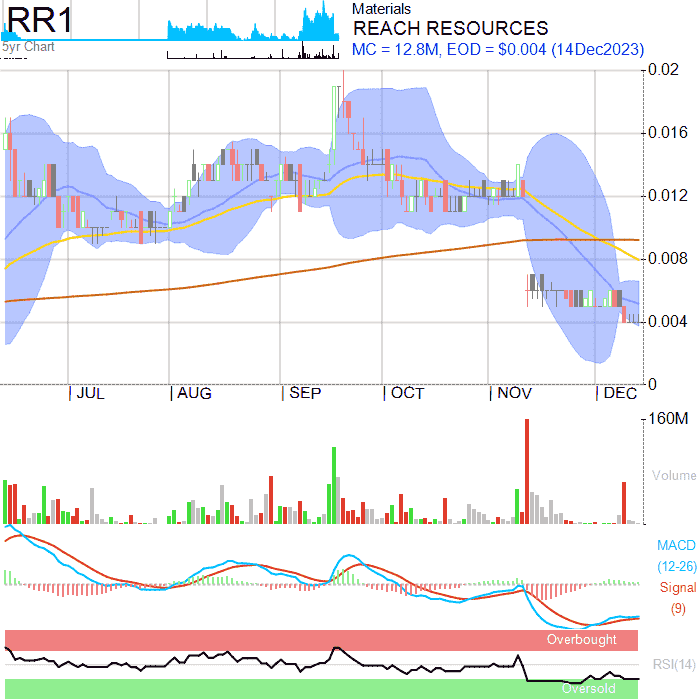 RR1
5yr Chart
Materials
REACH RESOURCES
MC = 12.8M, EOD = $0.004 (14Dec2023)
0.02
0.016
0.012
0.008
0.004
0
JUL AUG SEP OCT NOV DEC
160M
Volume
MACD
(12-26)
Signal
(9)
Overbought
RSI(14)
Oversold